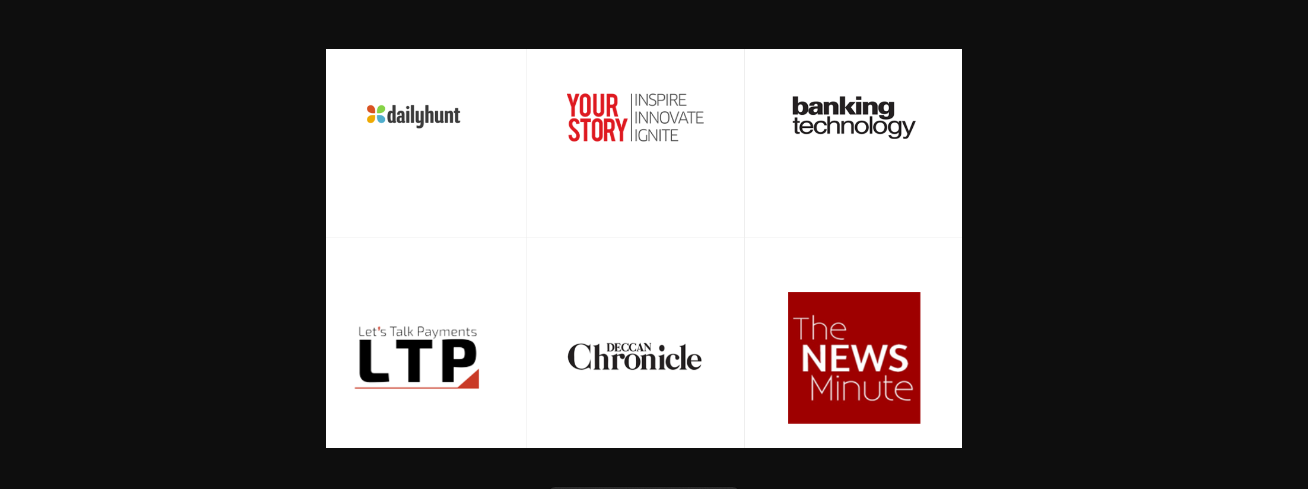 dailyhunt
YOUR
STORY
INSPIRE
INNOVATE
IGNITE
banking
technology
Let's Talk Payments
LTP
DECCAN
Chronicle
The
NEWS
Minute